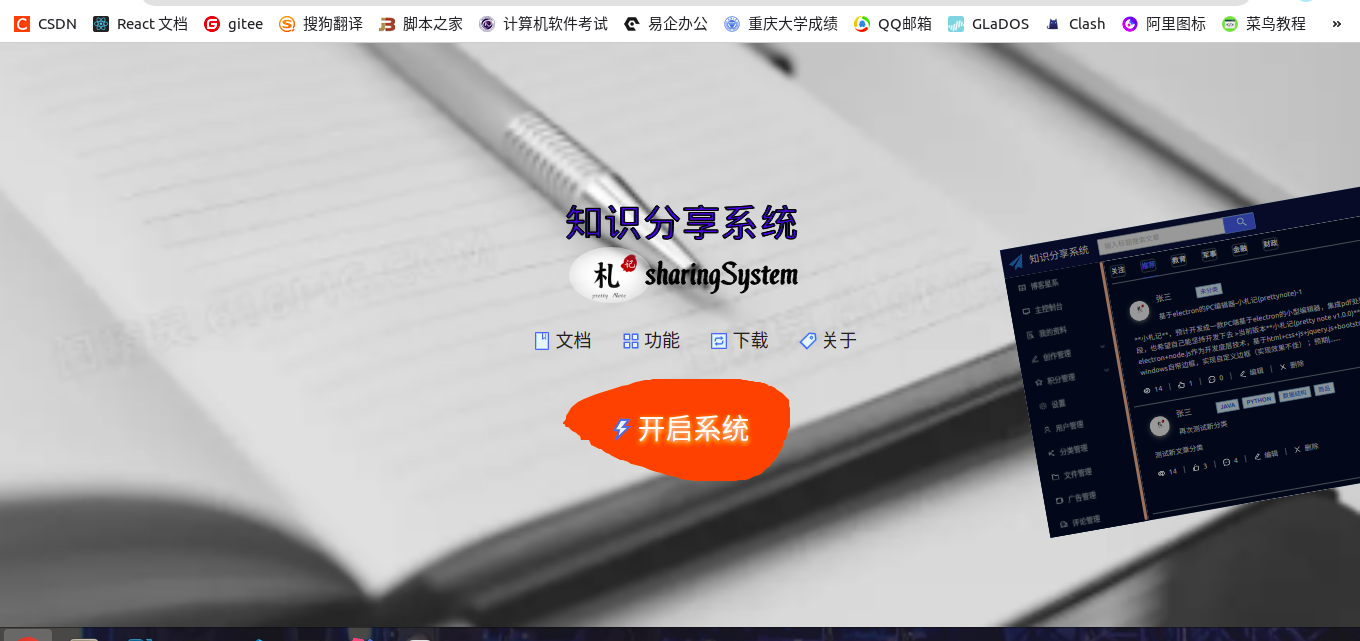 CSDN React 文档 gitee 搜狗翻译 脚本之家 计算机软件考试 易企办公 重庆大学成绩 QQ邮箱 GLaDOS Clash 阿里图标 菜鸟教程 »
知识分享系统
札 记 sharingSystem
pretty Note
文档 功能 下载 关于
开启系统
知识分享系统 输入标题搜索文章
关注 推荐 教育 军事 金融 财政
博客星系
主控制台
我的资料
创作管理
积分管理
设置
用户管理
分类管理
文件管理
广告管理
评论管理
张三 未分类
基于electron的PC编辑器-小札记(prettynote)-1
**小札记**，预计开发成一款PC端基于electron的小型编辑器，集成pdf处
段，也希望自己能坚持开发下去 >当前版本**小札记(pretty note v1.0.0)**
electron+node.js作为开发底层技术，基于html+css+js+jquery.js+bootst
windows自带边框，实现自定义边框（实现效果不佳）；预期l,.....
14 | 1 | 0 | 编辑 | 删除
张三 JAVA PYTHON 数据结构 商品
再次测试新分类
测试新文章分类
14 | 3 | 4 | 编辑 | 删除